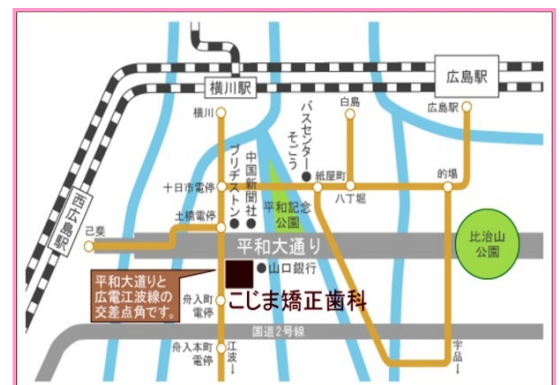 広島駅
横川駅
白島
広島駅
横川
バスセンター
そごう
中国新聞社
ブリヂストン
紙屋町
的場
十日市電停
八丁堀
西広島駅
平和記念
公園
土橋電停
己斐
平和大通り
比治山
公園
山口銀行
平和大道りと
広電江波線の
交差点角です。
こじま矯正歯科
舟入町
電停
国道2号線
舟入本町
電停
江波↓
宇品↓